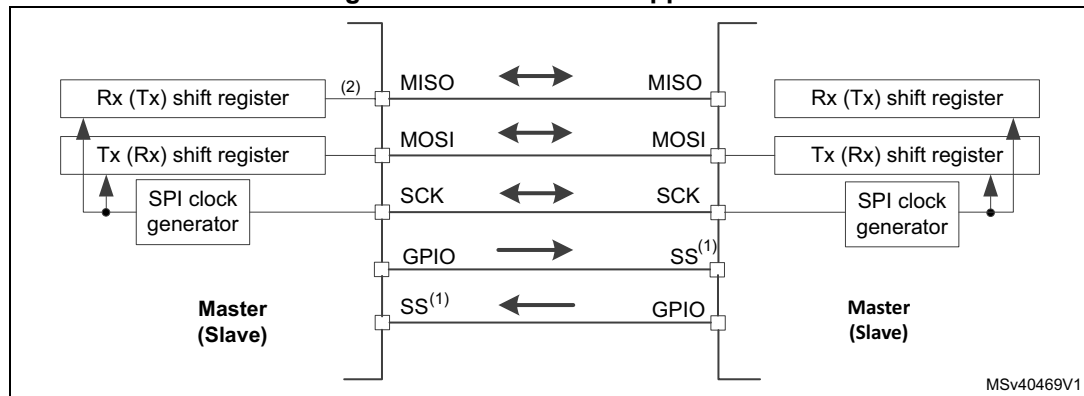 MISO MISO
(2)
Rx (Tx) shift register Rx (Tx) shift register
MOSI MOSI
Tx (Rx) shift register Tx (Rx) shift register
SCK SCK
SPI clock generator SPI clock generator
GPIO SS(1)
SS(1) GPIO
Master Master
(Slave) (Slave)
MSv40469V1